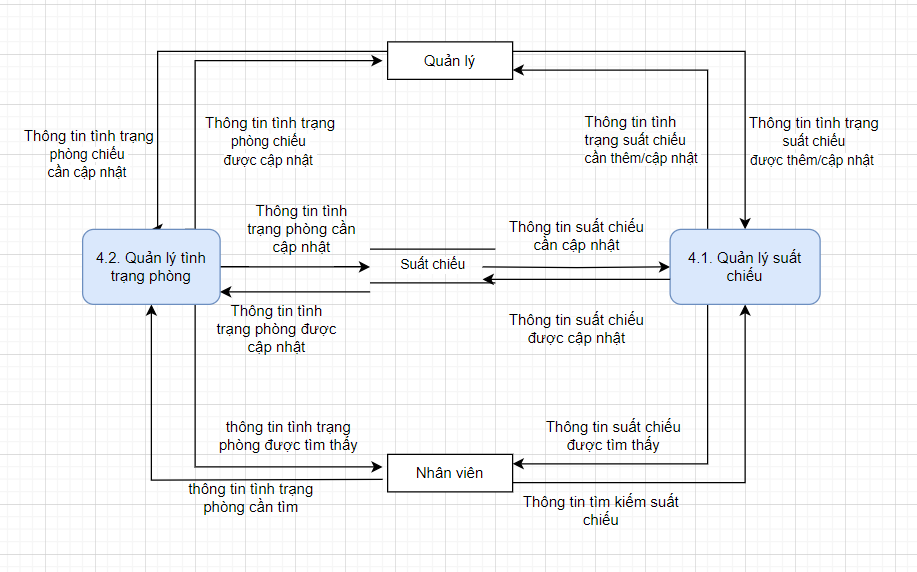 Quản lý
Thông tin tình trạng
phòng chiếu
cần cập nhật
Thông tin tình trạng
phòng chiếu
được cập nhật
Thông tin tình
trạng suất chiếu
cần thêm/cập nhật
Thông tin tình trạng
suất chiếu
được thêm/cập nhật
Thông tin tình
trạng phòng cần
cập nhật
Thông tin suất chiếu
cần cập nhật
4.2. Quản lý tình
trạng phòng
Suất chiếu
4.1. Quản lý suất
chiếu
Thông tin tình
trạng phòng được
cập nhật
Thông tin suất chiếu
được cập nhật
thông tin tình trạng
phòng được tìm thấy
Thông tin suất chiếu
được tìm thấy
Nhân viên
thông tin tình trạng
phòng cần tìm
Thông tin tìm kiếm suất
chiếu